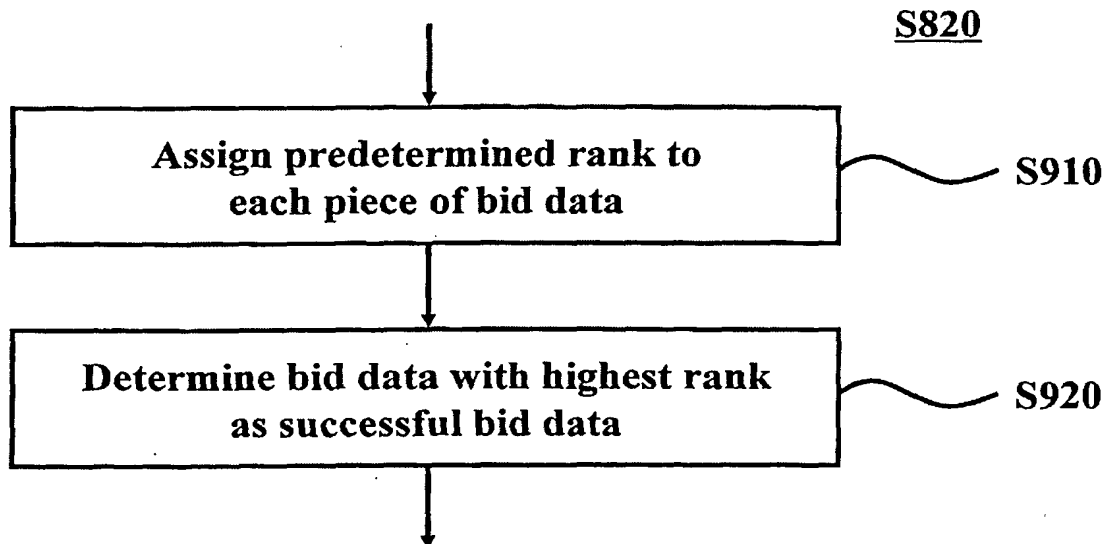 S820
Assign predetermined rank to
each piece of bid data
S910
Determine bid data with highest rank
as successful bid data
S920